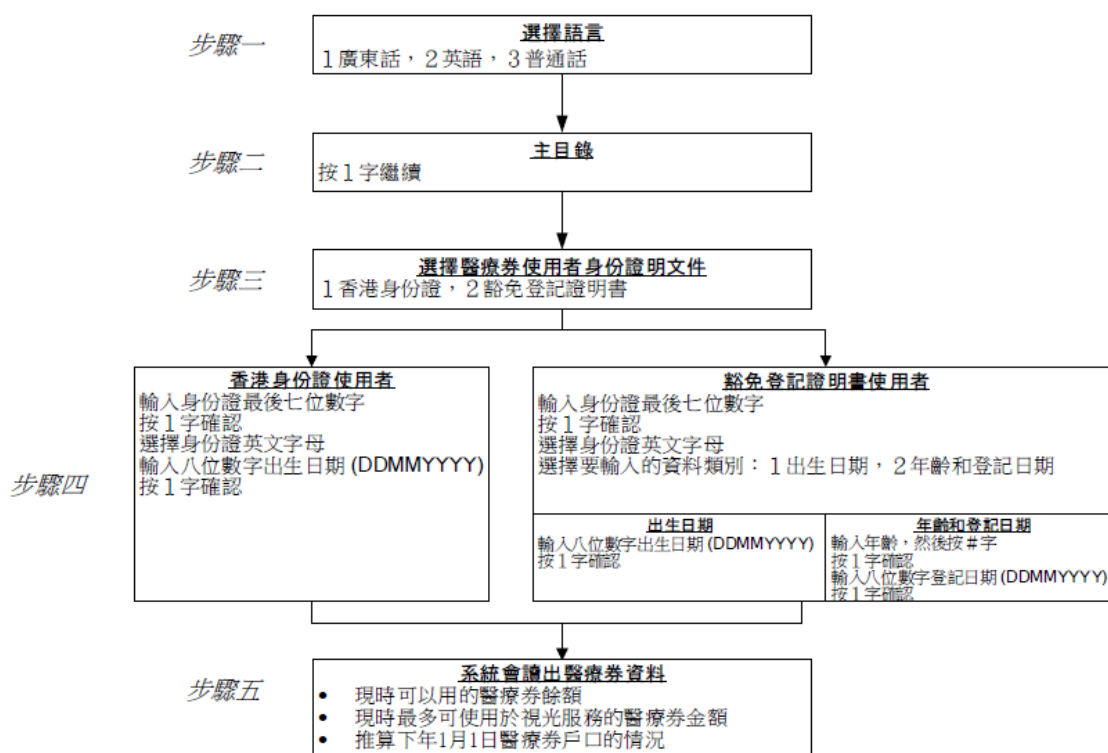 步驟一
選擇語言
1廣東話，2英語，3普通話
步驟二
主目錄
按1字繼續
步驟三
選擇醫療券使用者身份證明文件
1香港身份證，2豁免登記證明書
步驟四
香港身份證使用者
輸入身份證最後七位數字
按1字確認
選擇身份證英文字母
輸入八位數字出生日期(DDMMYYYY)
按1字確認
豁免登記證明書使用者
輸入身份證最後七位數字
按1字確認
選擇身份證英文字母
選擇要輸入的資料類別：1出生日期，2年齡和登記日期
出生日期
輸入八位數字出生日期(DDMMYYYY)
按1字確認
年齡和登記日期
輸入年齡，然後按#字
按1字確認
輸入八位數字登記日期(DDMMYYYY)
按1字確認
步驟五
系統會讀出醫療券資料
• 現時可以用的醫療券餘額
• 現時最多可使用於視光服務的醫療券金額
• 推算下年1月1日醫療券戶口的情況